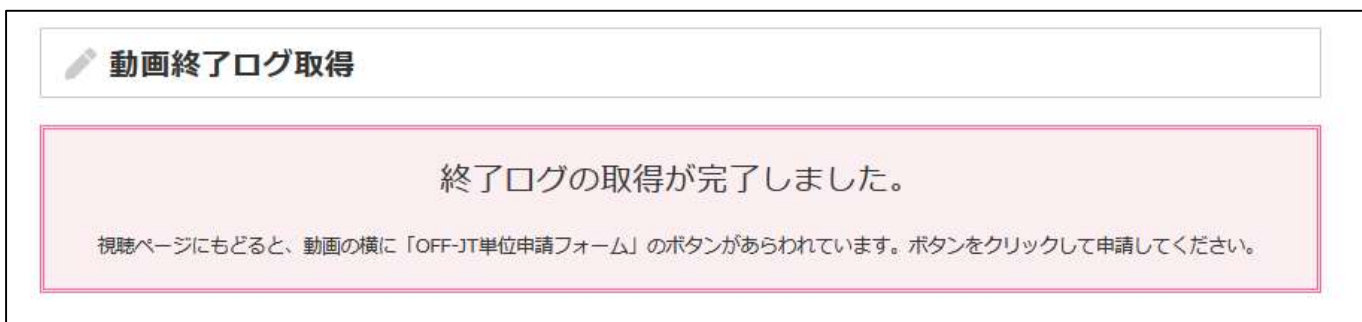 動画終了ログ取得
終了ログの取得が完了しました。
視聴ページにもどると、動画の横に「OFF-JT単位申請フォーム」のボタンがあらわれています。ボタンをクリックして申請してください。